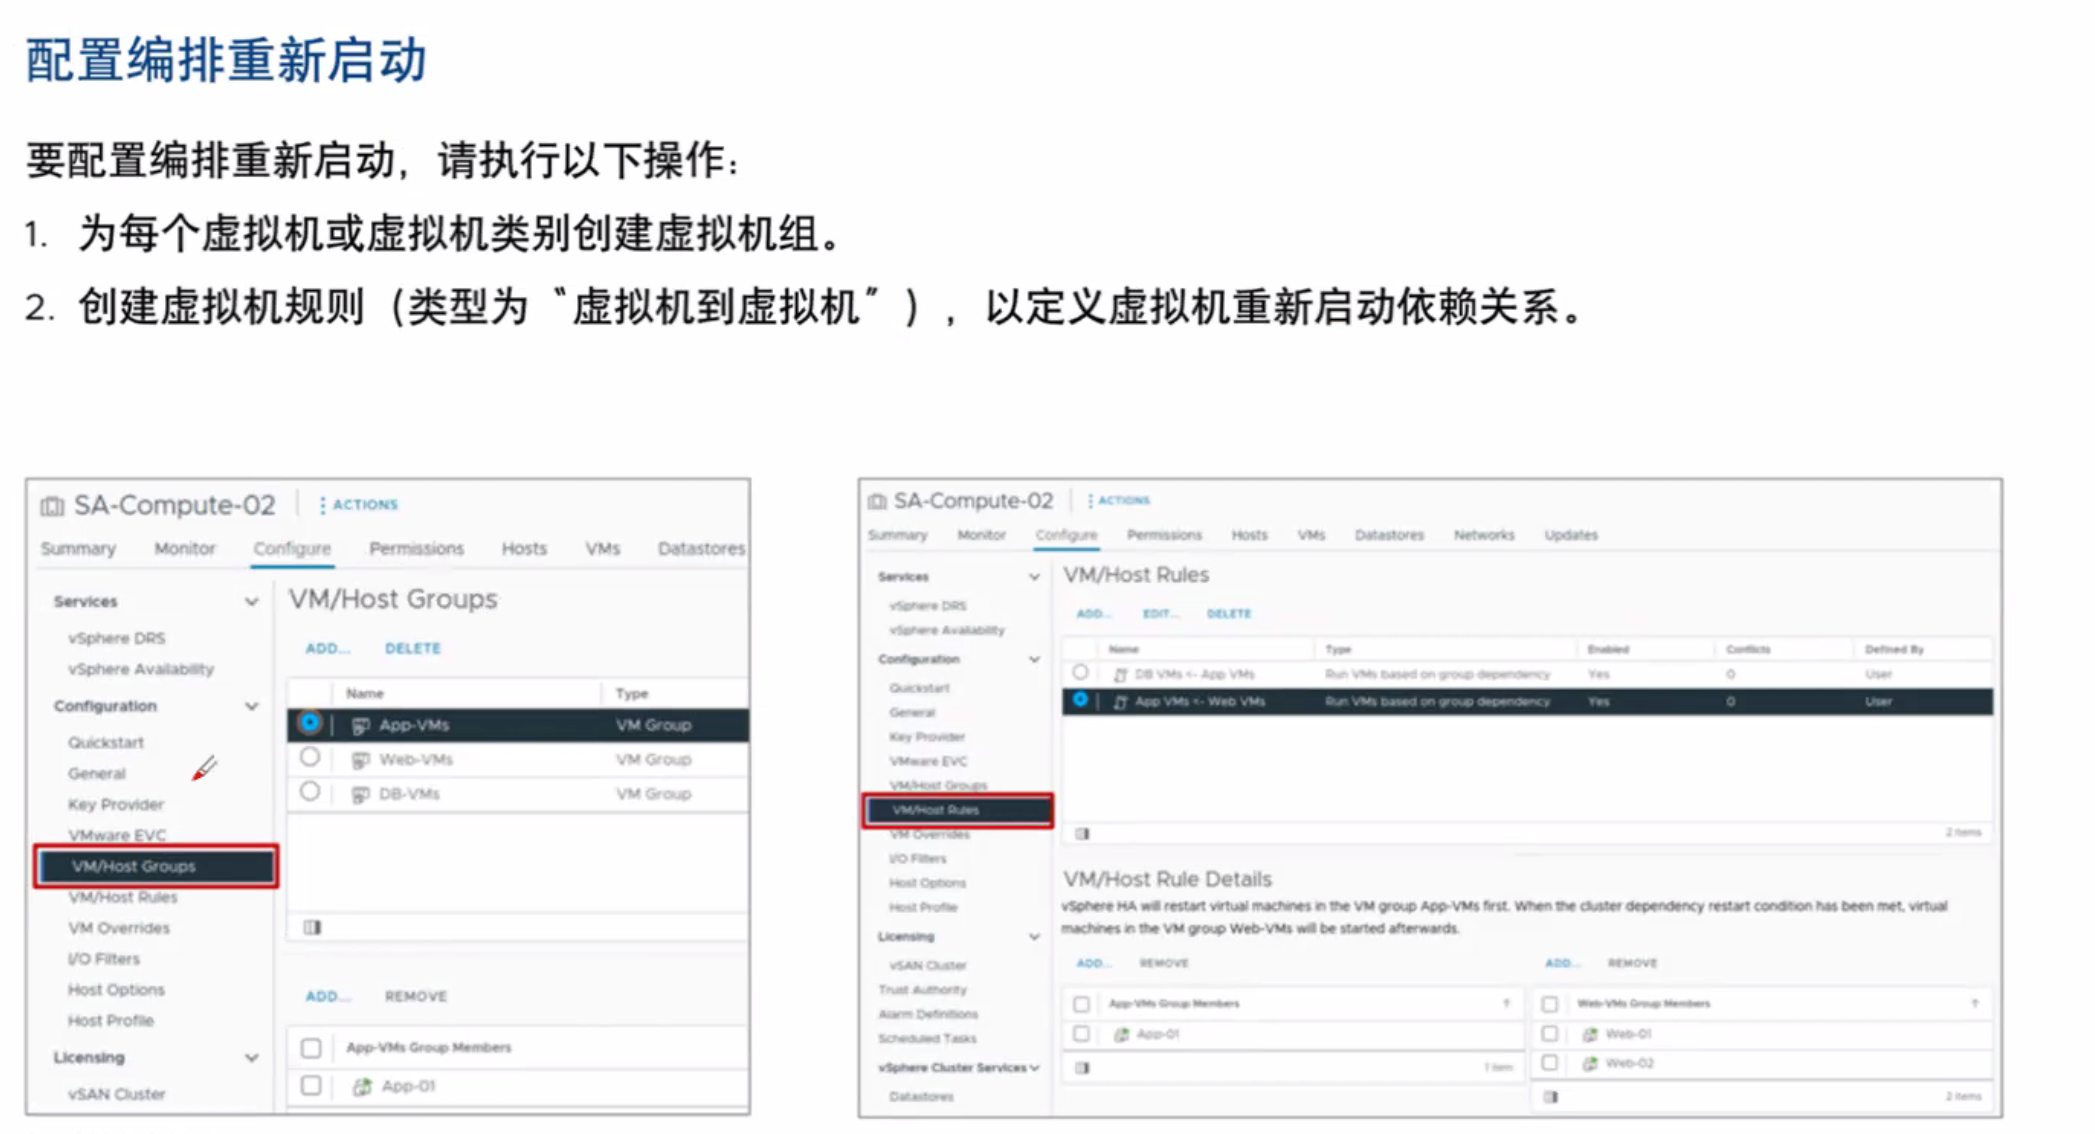 配置编排重新启动
要配置编排重新启动，请执行以下操作：
1. 为每个虚拟机或虚拟机类别创建虚拟机组。
2. 创建虚拟机规则（类型为〝虚拟机到虚拟机〞），以定义虚拟机重新启动依赖关系。
SA-Compute-02 ACTIONS
Summary Monitor Configure Permissions Hosts VMs Datastores
Services
vSphere DRS
vSphere Availability
Configuration
Quickstart
General
Key Provider
VMware EVC
VM/Host Groups
VM/Host Rules
VM Overrides
I/O Filters
Host Options
Host Profile
Licensing
vSAN Cluster
VM/Host Groups
ADD... DELETE
Name Type
App-VMs VM Group
Web-VMs VM Group
DB-VMs VM Group
ADD... REMOVE
App-VMs Group Members
App-01
SA-Compute-02 ACTIONS
Summary Monitor Configure Permissions Hosts VMs Datastores Networks Updates
Services
vSphere DRS
vSphere Availability
Configuration
Quickstart
General
Key Provider
VMware EVC
VM/Host Groups
VM/Host Rules
VM Overrides
I/O Filters
Host Options
Host Profile
Licensing
vSAN Cluster
Trust Authority
Alarm Definitions
Scheduled Tasks
vSphere Cluster Services
Datastores
VM/Host Rules
ADD... EDIT... DELETE
Name Type Enabled Conflicts Defined By
DB VMs <- App VMs Run VMs based on group dependency Yes 0 User
App VMs <- Web VMs Run VMs based on group dependency Yes 0 User
2 items
VM/Host Rule Details
vSphere HA will restart virtual machines in the VM group App-VMs first. When the cluster dependency restart condition has been met, virtual
machines in the VM group Web-VMs will be started afterwards.
ADD... REMOVE
App-VMs Group Members
App-01
1 item
ADD... REMOVE
Web-VMs Group Members
Web-01
Web-02
2 items